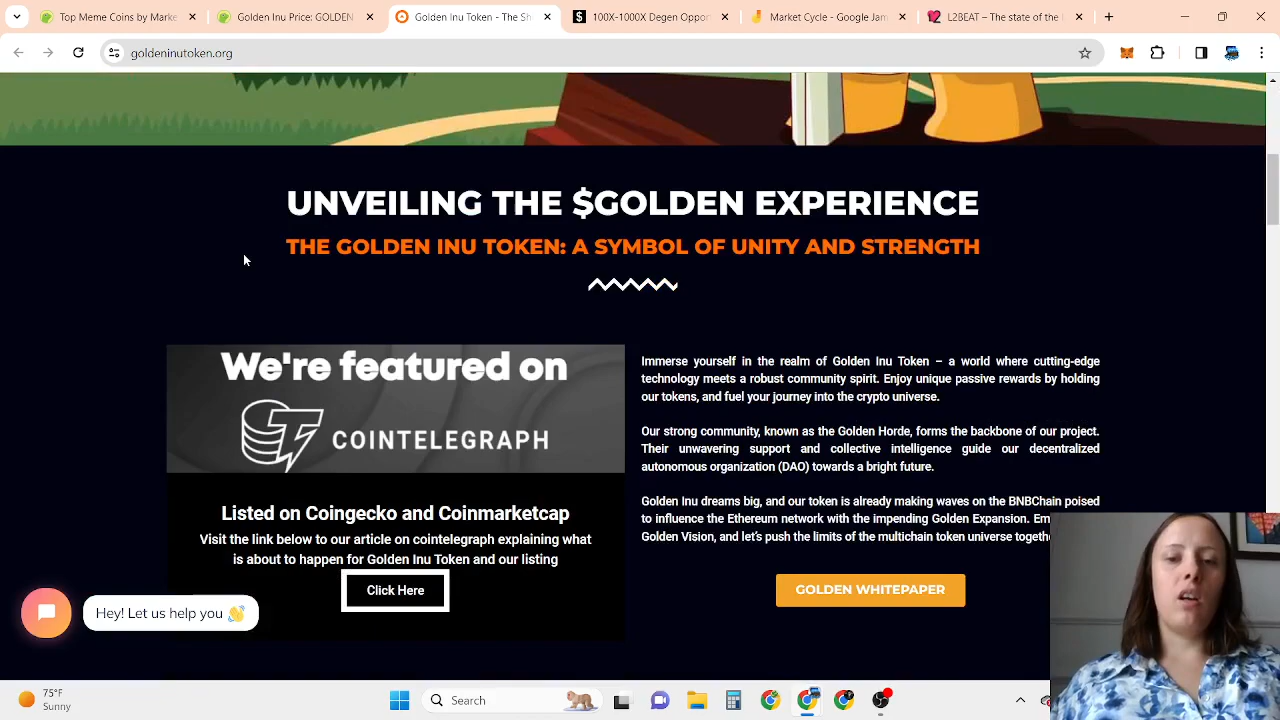 Top Meme Coins by Marke
Golden Inu Price: $GOLDEN
Golden Inu Token - The Sh
100X-1000X Degen Oppo
Market Cycle - Google Jam
L2BEAT – The state of the l
goldeninutoken.org
UNVEILING THE $GOLDEN EXPERIENCE
THE GOLDEN INU TOKEN: A SYMBOL OF UNITY AND STRENGTH
We're featured on
COINTELEGRAPH
Listed on Coingecko and Coinmarketcap
Visit the link below to our article on cointelegraph explaining what
is about to happen for Golden Inu Token and our listing
Click Here
Immerse yourself in the realm of Golden Inu Token – a world where cutting-edge
technology meets a robust community spirit. Enjoy unique passive rewards by holding
our tokens, and fuel your journey into the crypto universe.
Our strong community, known as the Golden Horde, forms the backbone of our project.
Their unwavering support and collective intelligence guide our decentralized
autonomous organization (DAO) towards a bright future.
Golden Inu dreams big, and our token is already making waves on the BNBChain poised
to influence the Ethereum network with the impending Golden Expansion. Em
Golden Vision, and let's push the limits of the multichain token universe togeth
GOLDEN WHITEPAPER
Hey! Let us help you
75°F
Sunny
Search